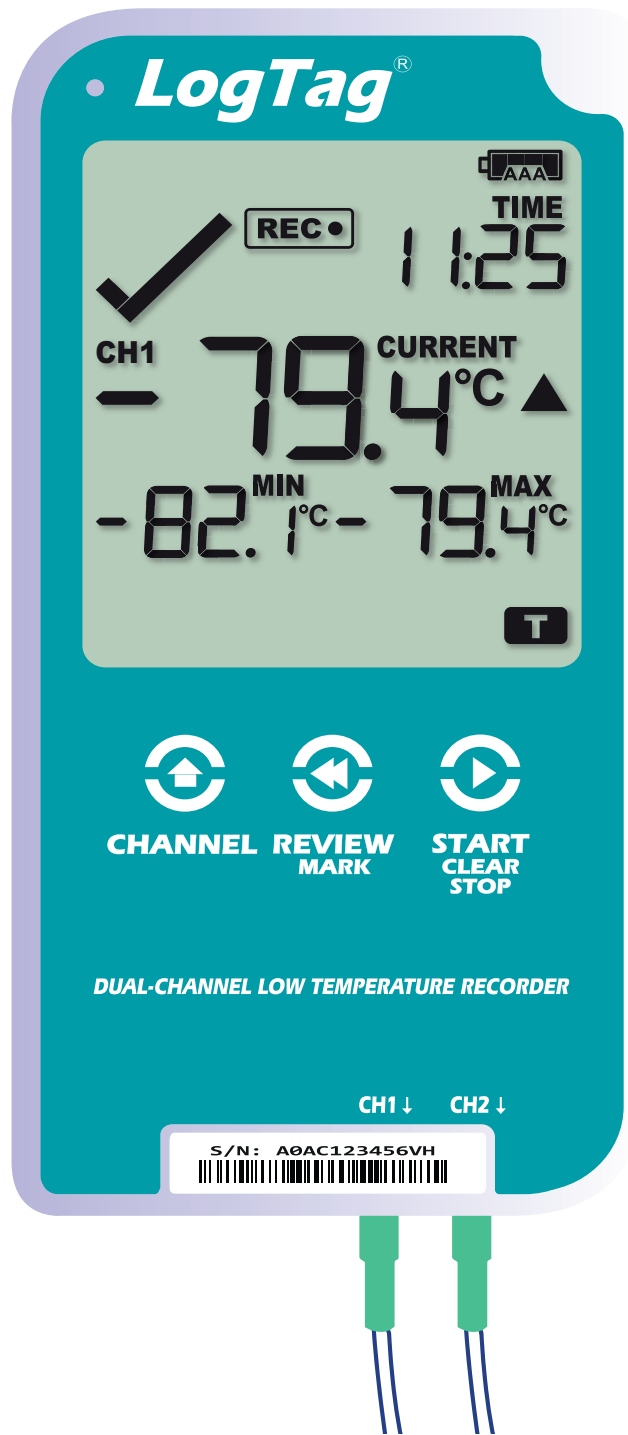 LogTag®
AAA
TIME
REC
11:25
CH1
CURRENT
-79.4°C
MIN
MAX
-82.1°C
-79.4°C
T
CHANNEL
REVIEW
MARK
START
CLEAR
STOP
DUAL-CHANNEL LOW TEMPERATURE RECORDER
CH1↓ CH2↓
S/N: A0AC123456VH